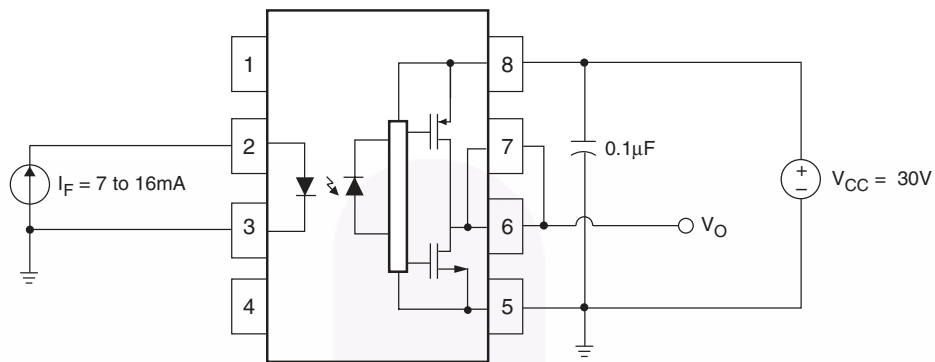 1
8
2
7
I_F = 7 to 16mA
0.1μF
+
–
V_CC = 30V
3
6
V_O
4
5